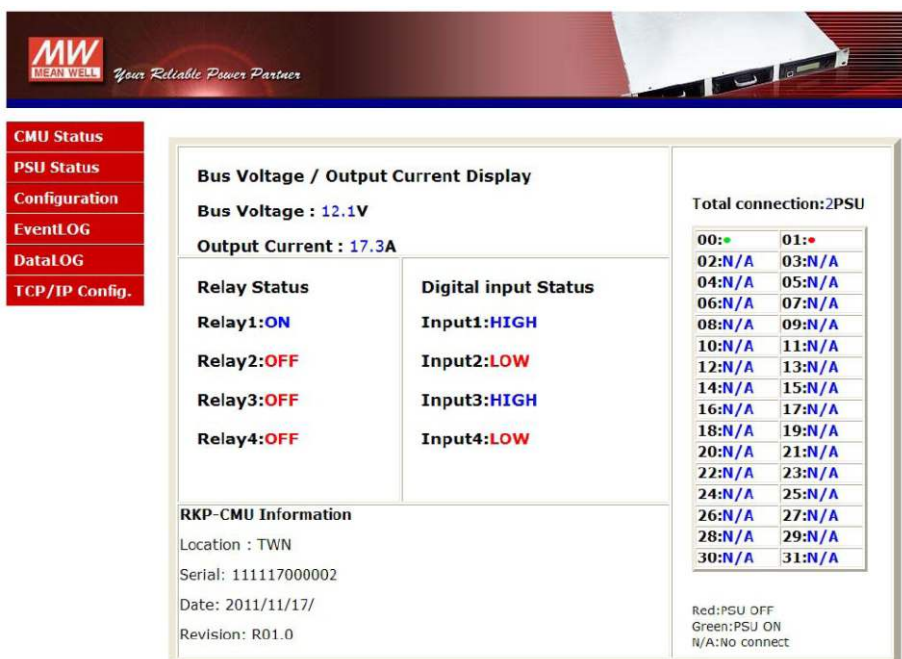 MW
MEAN WELL
Your Reliable Power Partner
CMU Status
PSU Status
Configuration
EventLOG
DataLOG
TCP/IP Config.
Bus Voltage / Output Current Display
Bus Voltage : 12.1V
Output Current : 17.3A
Relay Status
Relay1:ON
Relay2:OFF
Relay3:OFF
Relay4:OFF
Digital input Status
Input1:HIGH
Input2:LOW
Input3:HIGH
Input4:LOW
RKP-CMU Information
Location : TWN
Serial: 111117000002
Date: 2011/11/17/
Revision: R01.0
Total connection:2PSU
00: 01:
02:N/A 03:N/A
04:N/A 05:N/A
06:N/A 07:N/A
08:N/A 09:N/A
10:N/A 11:N/A
12:N/A 13:N/A
14:N/A 15:N/A
16:N/A 17:N/A
18:N/A 19:N/A
20:N/A 21:N/A
22:N/A 23:N/A
24:N/A 25:N/A
26:N/A 27:N/A
28:N/A 29:N/A
30:N/A 31:N/A
Red:PSU OFF
Green:PSU ON
N/A:No connect